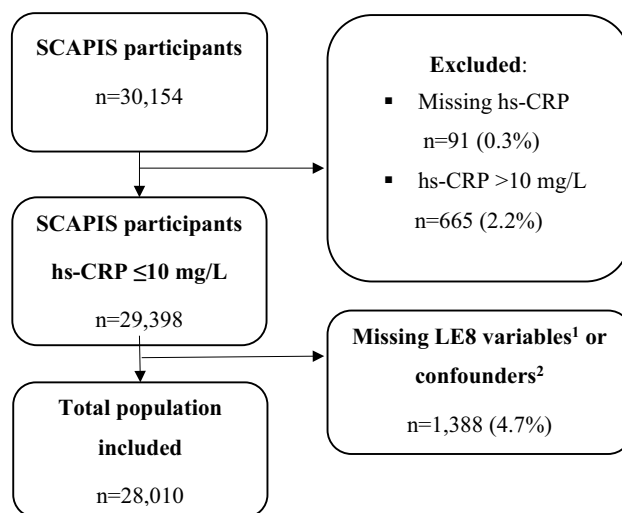 SCAPIS participants
n=30,154
Excluded:
▪ Missing hs-CRP
n=91 (0.3%)
▪ hs-CRP >10 mg/L
n=665 (2.2%)
SCAPIS participants
hs-CRP ≤10 mg/L
n=29,398
Missing LE8 variables¹ or
confounders²
n=1,388 (4.7%)
Total population
included
n=28,010